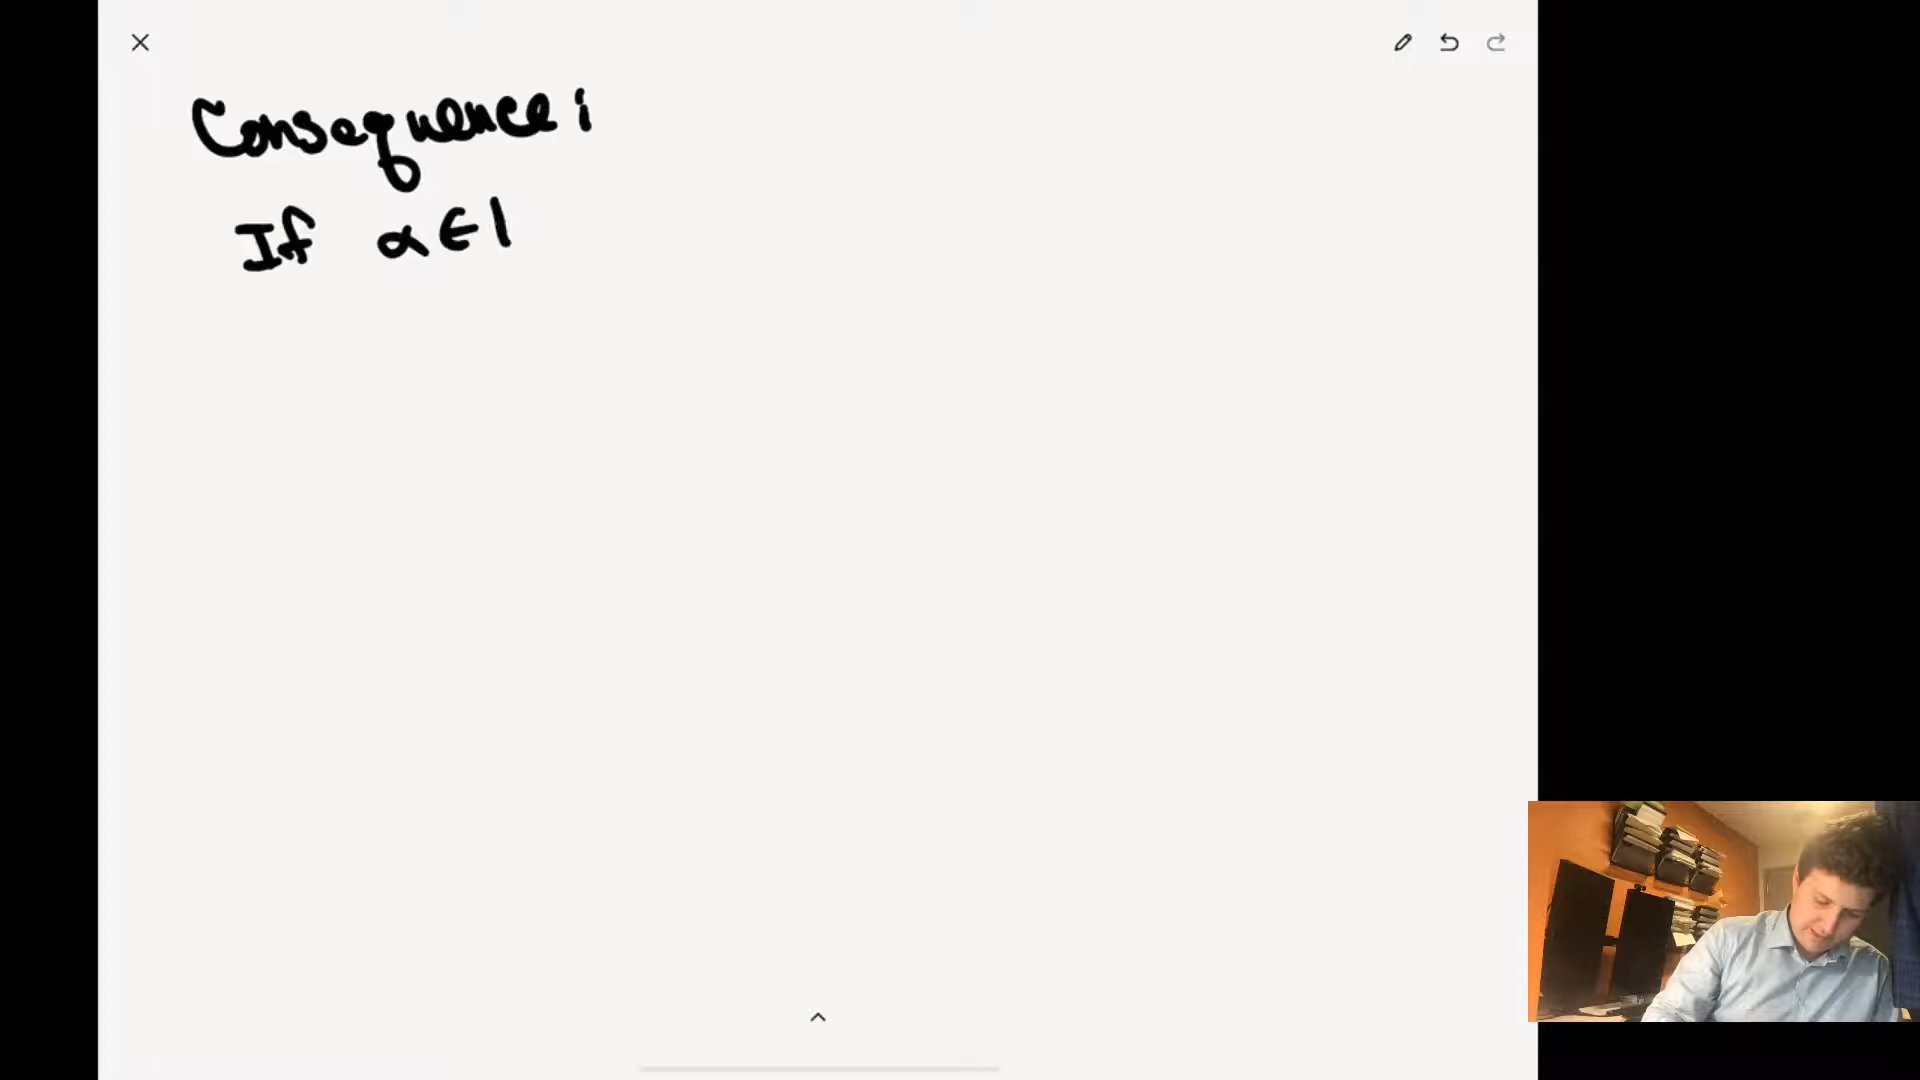 Consequence:
If α ∈ |